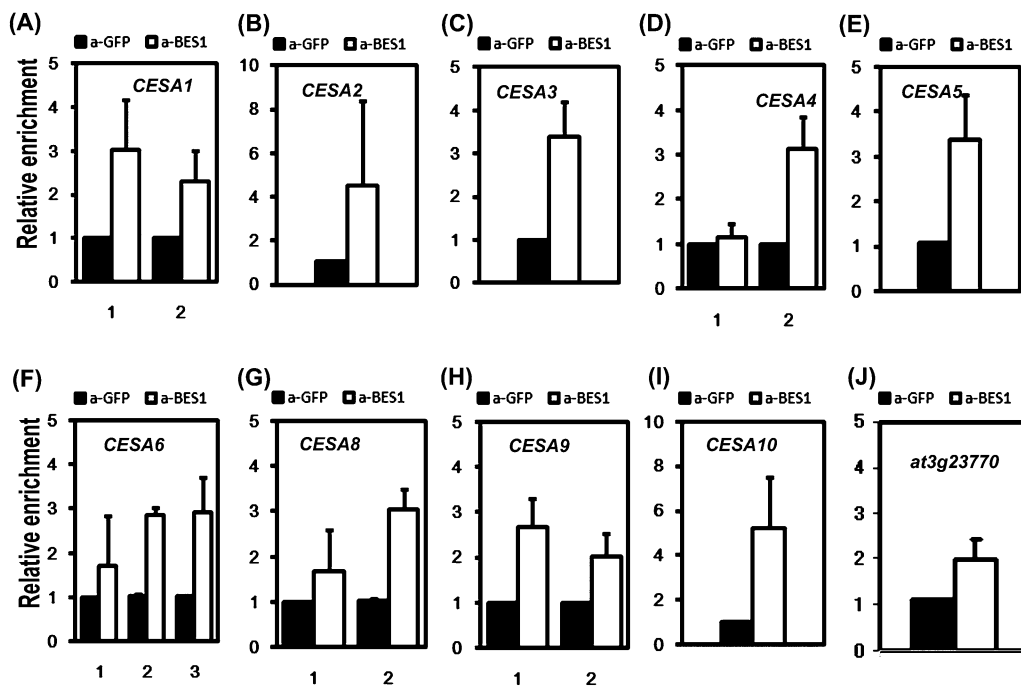 (A)
a-GFP a-BES1
Relative enrichment
5
4
3
2
1
0
CESA1
1 2
(B)
a-GFP a-BES1
10
8
6
4
2
0
CESA2
(C)
a-GFP a-BES1
5
4
3
2
1
0
CESA3
(D)
a-GFP a-BES1
5
4
3
2
1
0
CESA4
1 2
(E)
a-GFP a-BES1
5
4
3
2
1
0
CESA5
(F)
a-GFP a-BES1
Relative enrichment
5
4
3
2
1
0
CESA6
1 2 3
(G)
a-GFP a-BES1
5
4
3
2
1
0
CESA8
1 2
(H)
a-GFP a-BES1
5
4
3
2
1
0
CESA9
1 2
(I)
a-GFP a-BES1
10
8
6
4
2
0
CESA10
(J)
a-GFP a-BES1
5
4
3
2
1
0
at3g23770